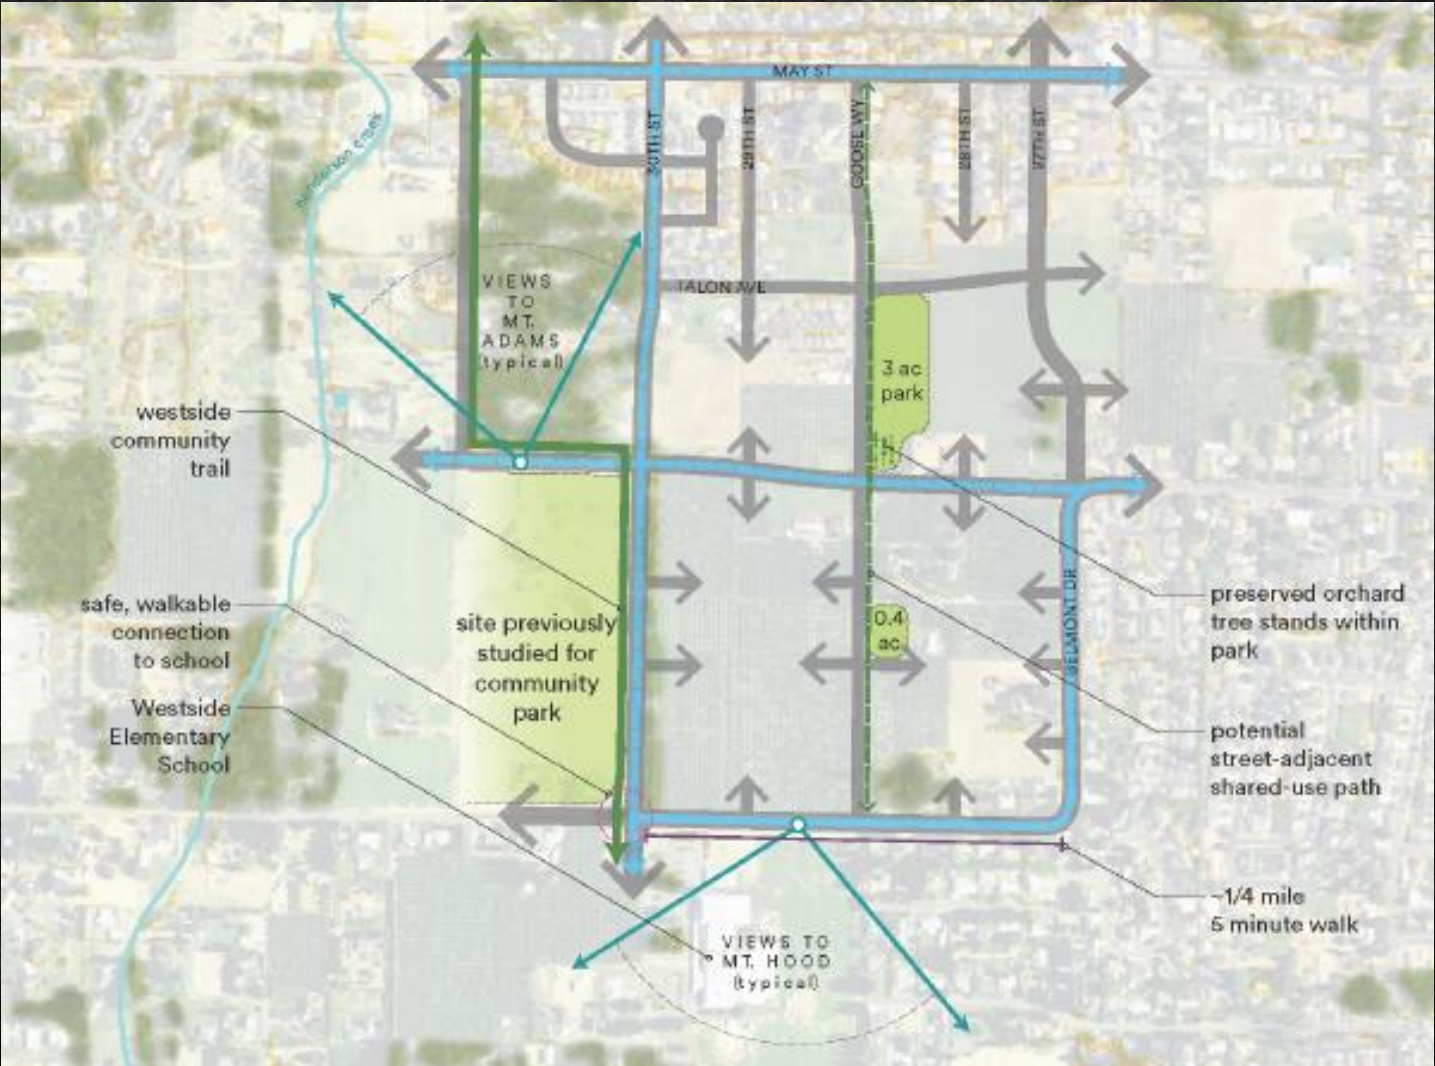 MAY ST
30TH ST
29TH ST
GOOSE WY
28TH ST
27TH ST
Henderson Creek
VIEWS
TO
MT.
ADAMS
(typical)
TALON AVE
3 ac
park
westside
community
trail
safe, walkable
connection
to school
Westside
Elementary
School
site previously
studied for
community
park
0.4
ac
BELMONT DR
preserved orchard
tree stands within
park
potential
street-adjacent
shared-use path
~1/4 mile
5 minute walk
VIEWS TO
MT. HOOD
(typical)